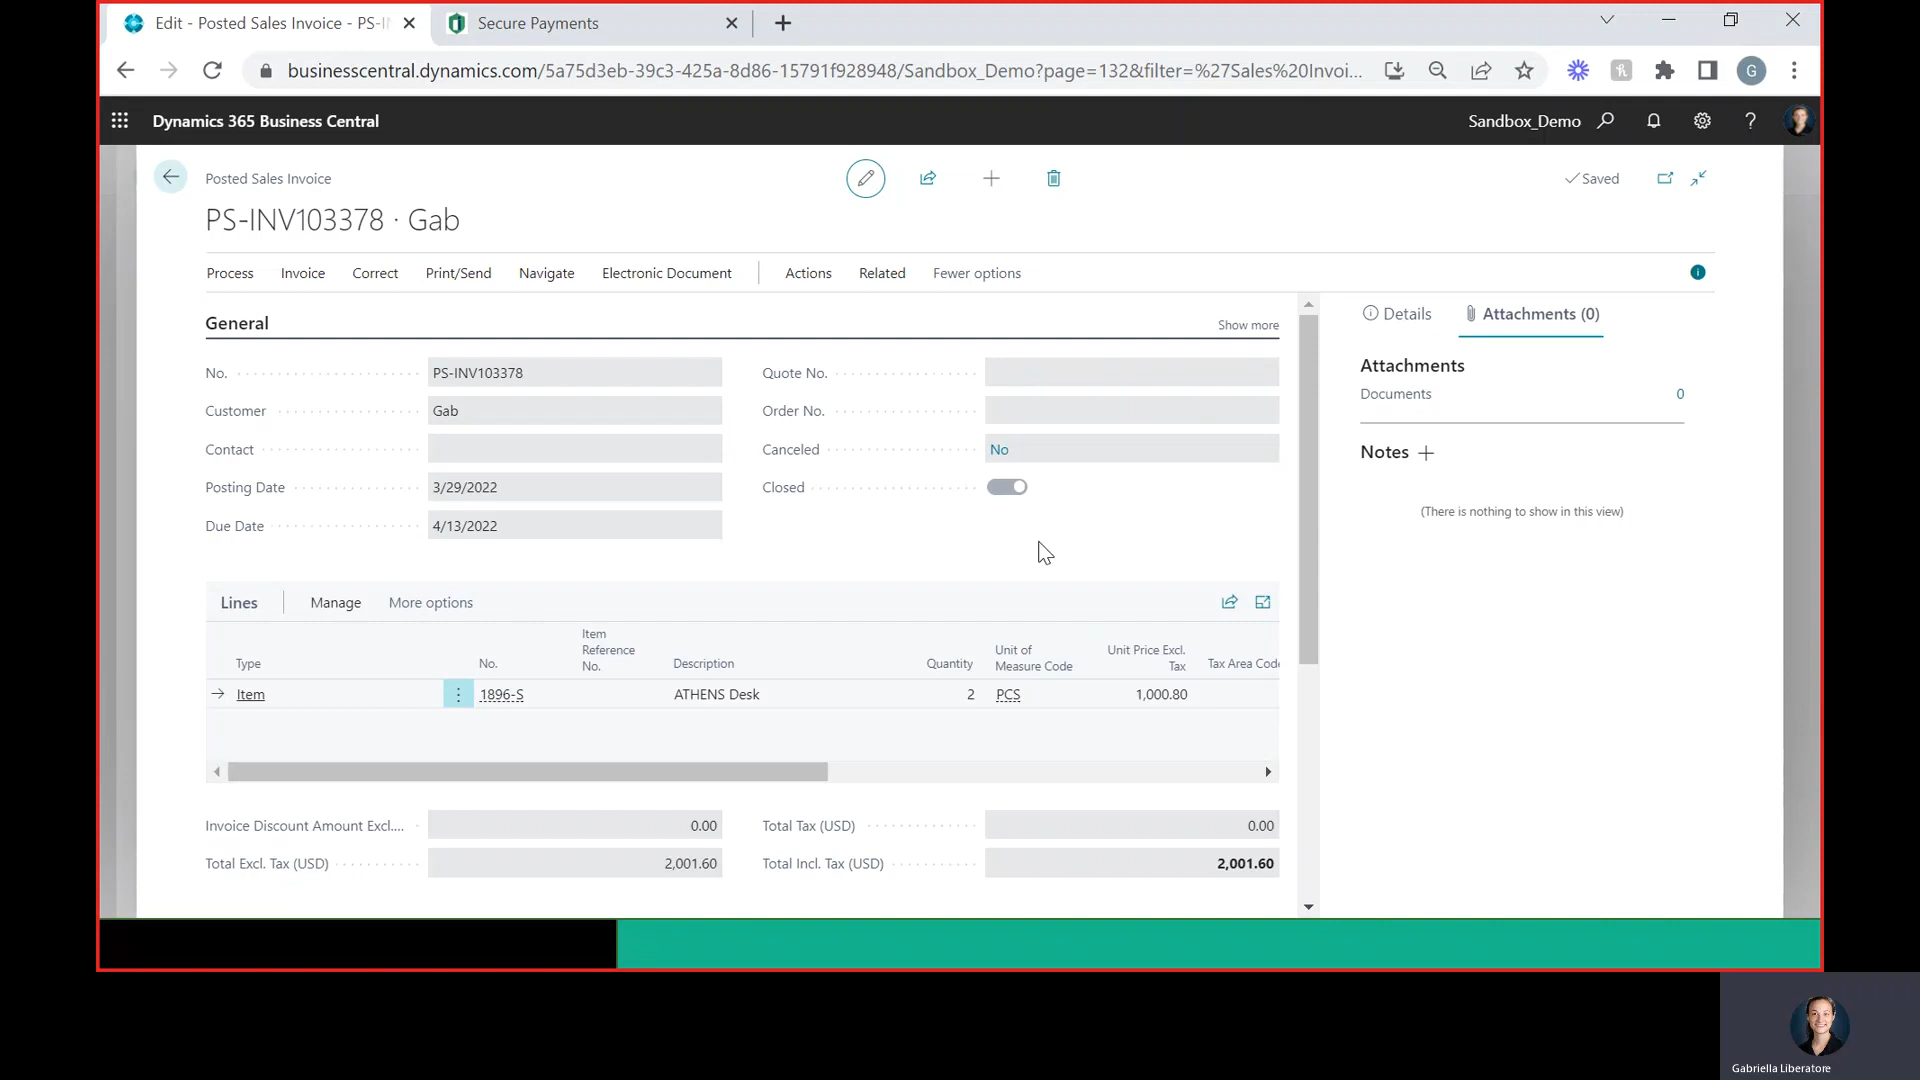 Edit - Posted Sales Invoice - PS-IN
Secure Payments
businesscentral.dynamics.com/5a75d3eb-39c3-425a-8d86-15791f928948/Sandbox_Demo?page=132&filter=%27Sales%20Invoi...
G
Dynamics 365 Business Central
Sandbox_Demo
?
Posted Sales Invoice
Saved
PS-INV103378 · Gab
Process Invoice Correct Print/Send Navigate Electronic Document Actions Related Fewer options
General
Show more
Details
Attachments (0)
No.
PS-INV103378
Quote No.
Attachments
Customer
Gab
Order No.
Documents
0
Contact
Canceled
No
Notes
Posting Date
3/29/2022
Closed
(There is nothing to show in this view)
Due Date
4/13/2022
Lines
Manage
More options
Type
No.
Item
Reference
No.
Description
Quantity
Unit of
Measure Code
Unit Price Excl.
Tax
Tax Area Code
Item
1896-S
ATHENS Desk
2
PCS
1,000.80
Invoice Discount Amount Excl....
0.00
Total Tax (USD)
0.00
Total Excl. Tax (USD)
2,001.60
Total Incl. Tax (USD)
2,001.60
Gabriella Liberatore